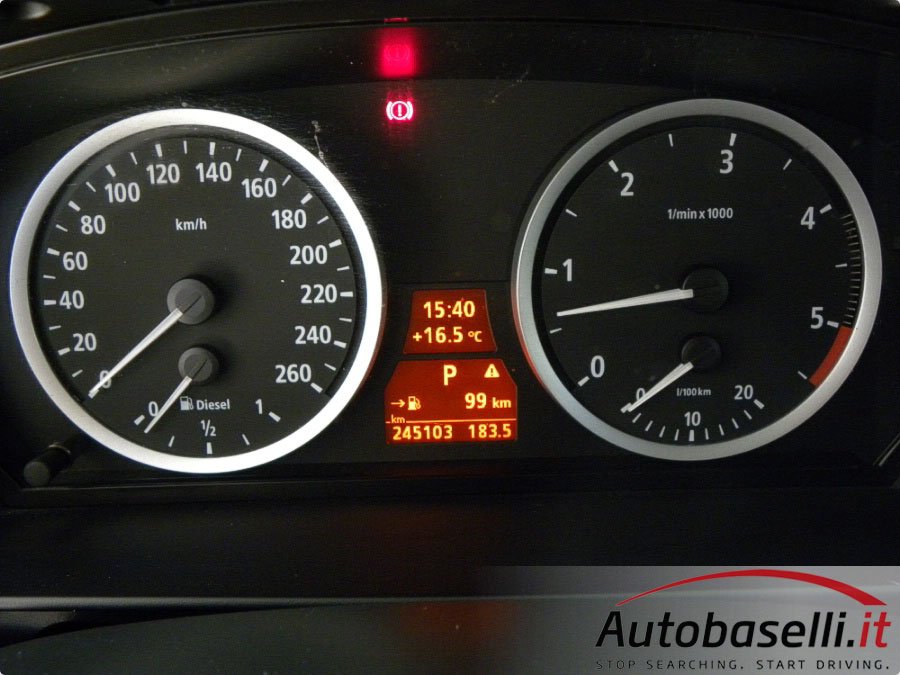 20 40 60 80 100 120 140 160 180 200 220 240 260
km/h
0
0 1/2 1
Diesel
15:40
+16.5 °C
P
99 km
km
245103 183.5
0 1 2 3 4 5
1/min x 1000
0 10 20
l/100km
Autobaselli.it
STOP SEARCHING. START DRIVING.